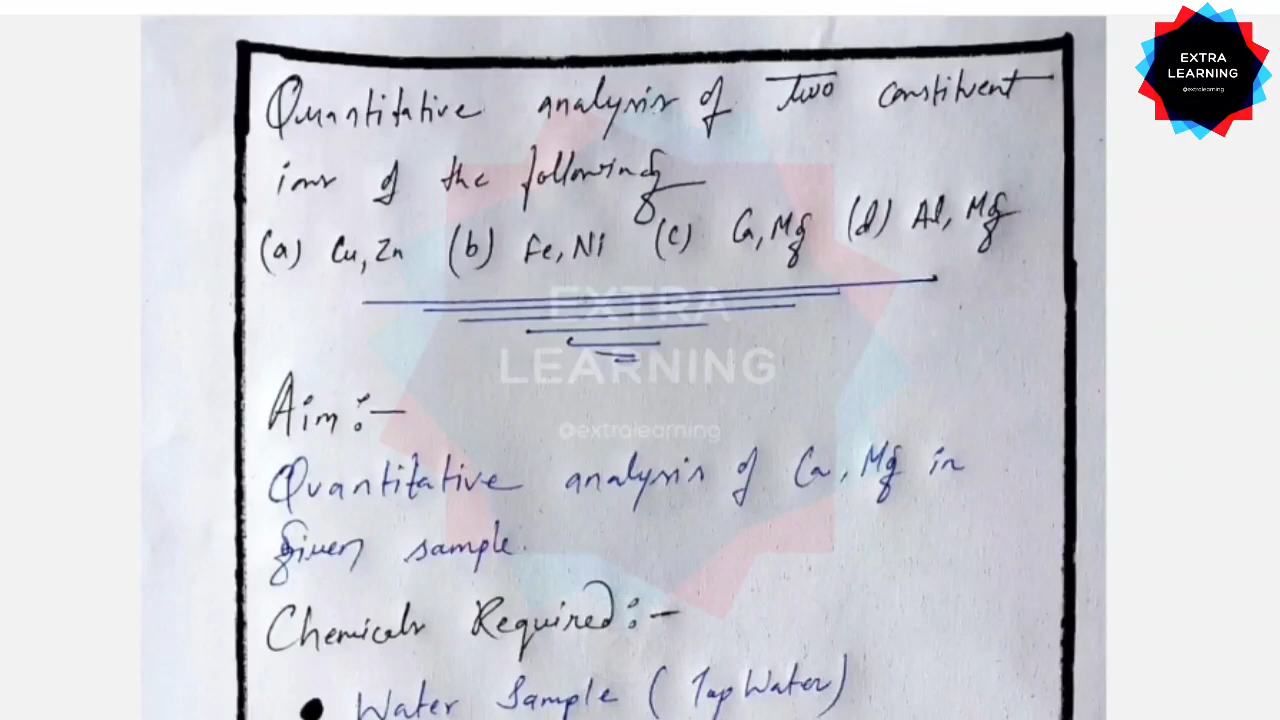 EXTRA
LEARNING
@extralearning
Quantitative analysis of two constituent
ions of the following
(a) Cu, Zn (b) Fe, Ni (c) Ca, Mg (d) Al, Mg
EXTRA
LEARNING
@extralearning
Aim :-
Quantitative analysis of Ca, Mg in
given sample.
Chemicals Required :-
• Water Sample ( Tap Water )